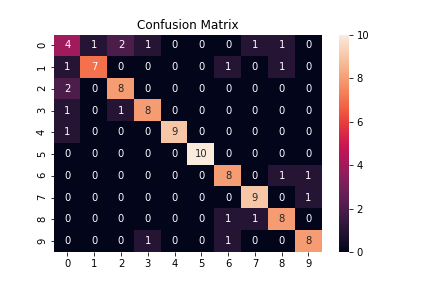 Confusion Matrix
0 4 1 2 1 0 0 0 1 1 0
1 1 7 0 0 0 0 1 0 1 0
2 2 0 8 0 0 0 0 0 0 0
3 1 0 1 8 0 0 0 0 0 0
4 1 0 0 0 9 0 0 0 0 0
5 0 0 0 0 0 10 0 0 0 0
6 0 0 0 0 0 0 8 0 1 1
7 0 0 0 0 0 0 0 9 0 1
8 0 0 0 0 0 0 1 1 8 0
9 0 0 0 1 0 0 1 0 0 8
0 1 2 3 4 5 6 7 8 9
10
8
6
4
2
0